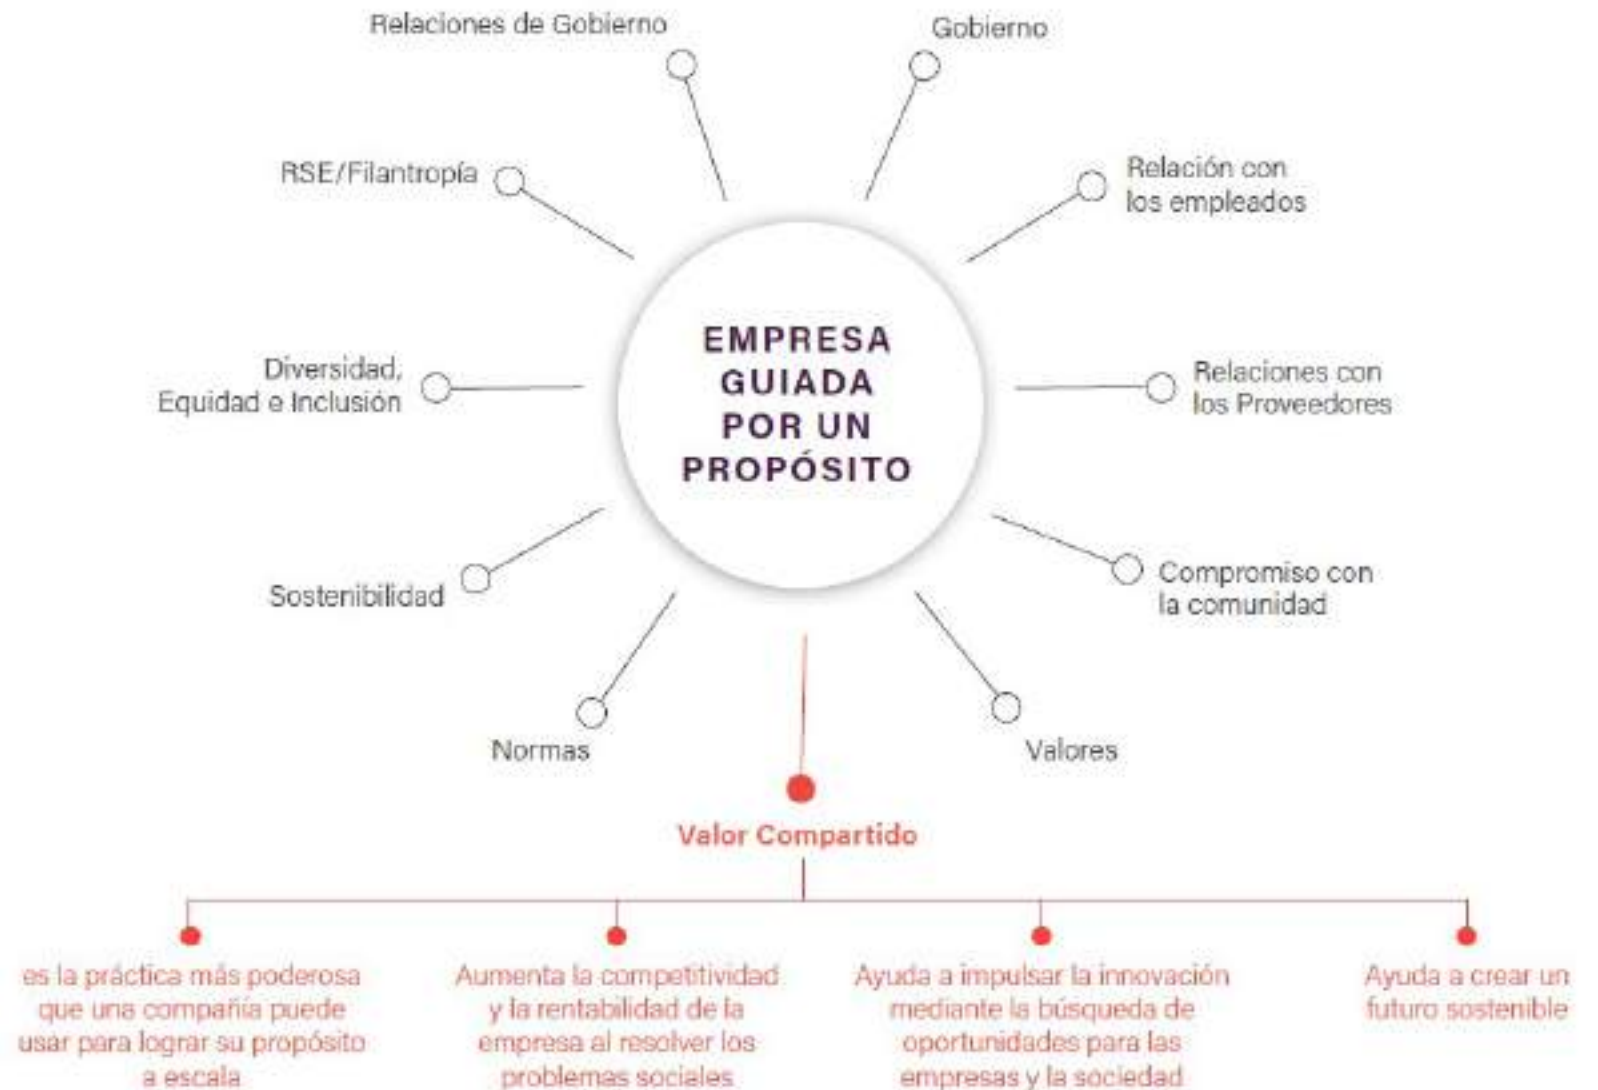 Relaciones de Gobierno
Gobierno
RSE/Filantropía
Relación con
los empleados
Diversidad,
Equidad e Inclusión
EMPRESA
GUIADA
POR UN
PROPÓSITO
Relaciones con
los Proveedores
Sostenibilidad
Compromiso con
la comunidad
Normas
Valores
Valor Compartido
es la práctica más poderosa
que una compañía puede
usar para lograr su propósito
a escala
Aumenta la competitividad
y la rentabilidad de la
empresa al resolver los
problemas sociales
Ayuda a impulsar la innovación
mediante la búsqueda de
oportunidades para las
empresas y la sociedad
Ayuda a crear un
futuro sostenible